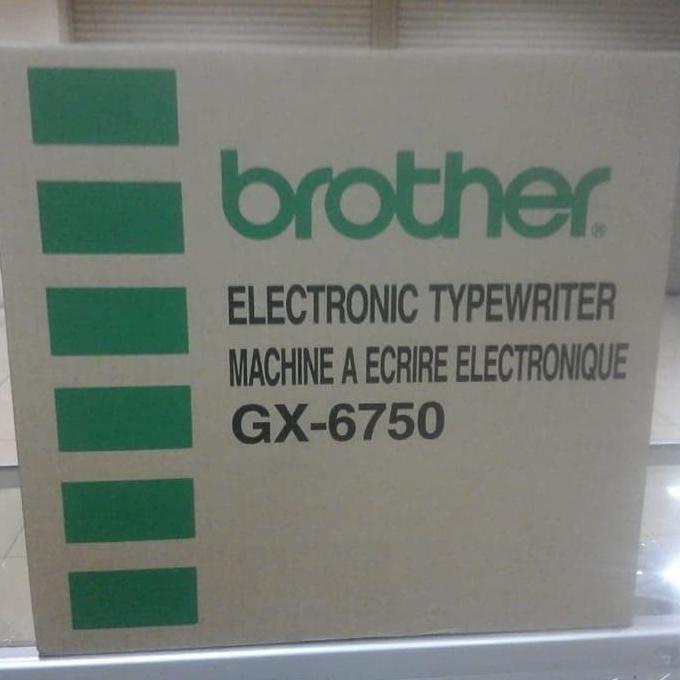 brother®
ELECTRONIC TYPEWRITER
MACHINE A ECRIRE ELECTRONIQUE
GX-6750